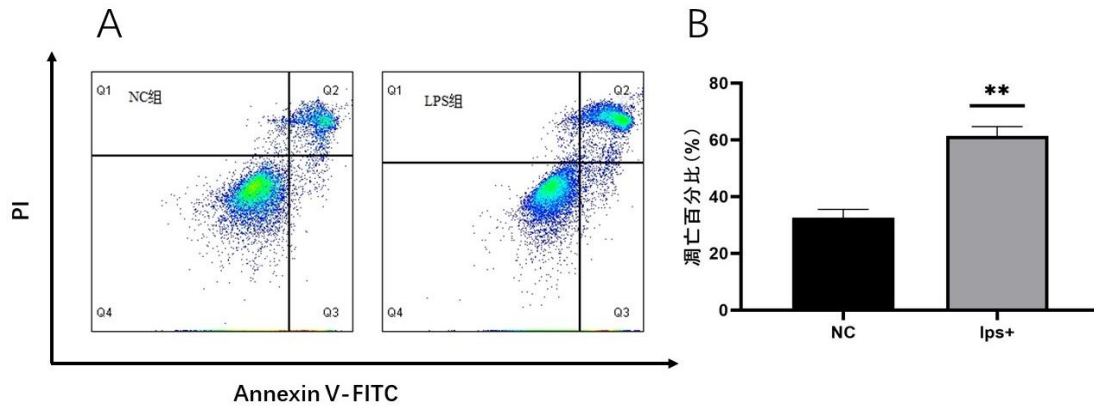 A
B
Q1
NC组
Q2
Q4
Q3
Q1
LPS组
Q2
Q4
Q3
PI
Annexin V-FITC
凋亡百分比(%)
80
60
40
20
0
**
NC
lps+